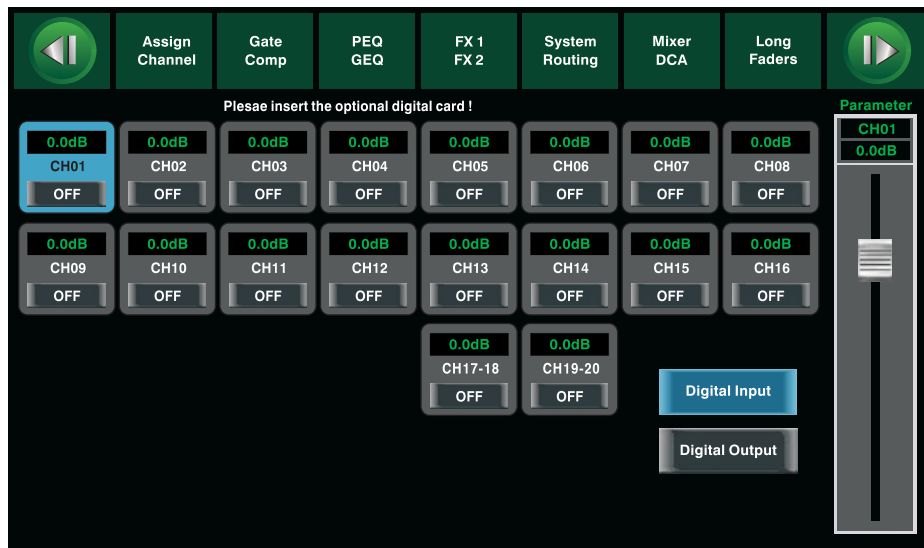 Assign Channel
Gate Comp
PEQ GEQ
FX 1 FX 2
System Routing
Mixer DCA
Long Faders
Plesae insert the optional digital card !
Parameter
CH01
0.0dB
0.0dB 0.0dB 0.0dB 0.0dB 0.0dB 0.0dB 0.0dB 0.0dB
CH01 CH02 CH03 CH04 CH05 CH06 CH07 CH08
OFF OFF OFF OFF OFF OFF OFF OFF
0.0dB 0.0dB 0.0dB 0.0dB 0.0dB 0.0dB 0.0dB 0.0dB
CH09 CH10 CH11 CH12 CH13 CH14 CH15 CH16
OFF OFF OFF OFF OFF OFF OFF OFF
0.0dB 0.0dB
CH17-18 CH19-20
OFF OFF
Digital Input
Digital Output